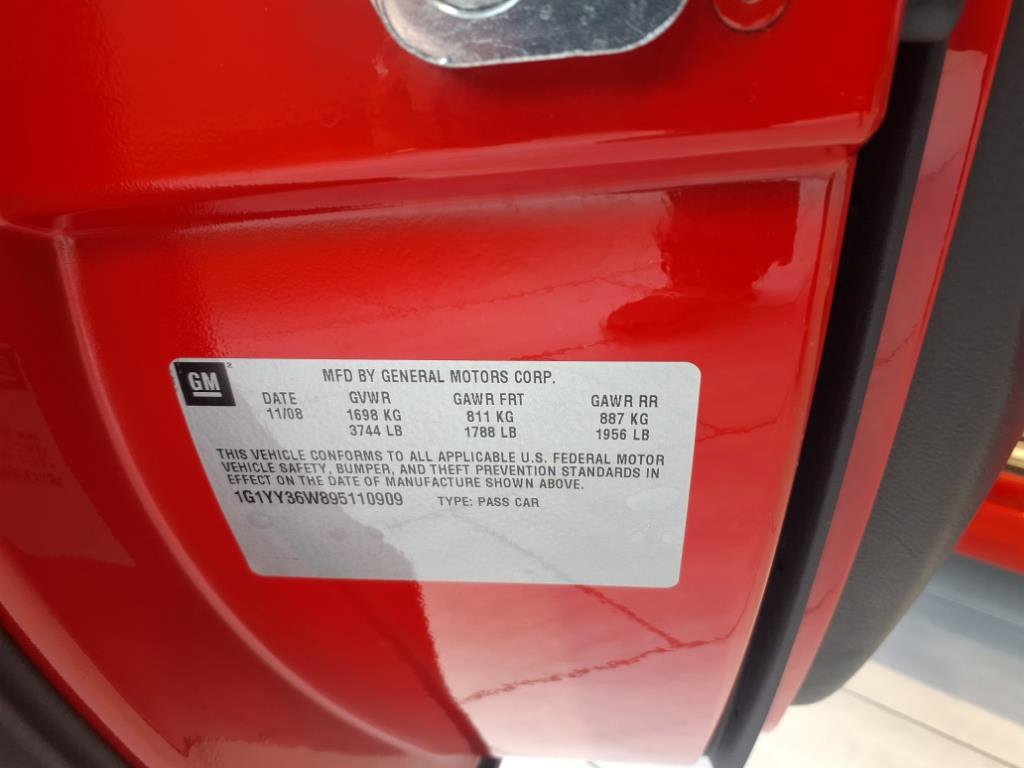 GM
MFD BY GENERAL MOTORS CORP.
DATE GVWR GAWR FRT GAWR RR
11/08 1698 KG 811 KG 887 KG
3744 LB 1788 LB 1956 LB
THIS VEHICLE CONFORMS TO ALL APPLICABLE U.S. FEDERAL MOTOR
VEHICLE SAFETY, BUMPER, AND THEFT PREVENTION STANDARDS IN
EFFECT ON THE DATE OF MANUFACTURE SHOWN ABOVE.
1G1YY36W895110909 TYPE: PASS CAR